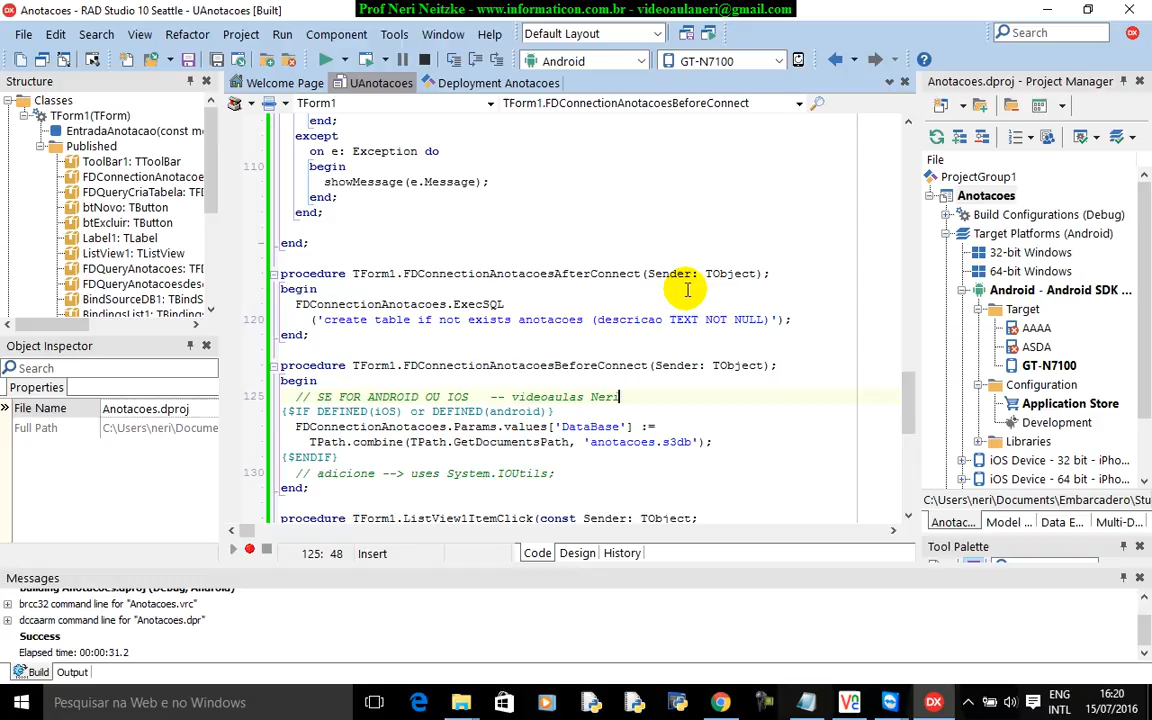 Prof Neri Neitzke - www.informaticon.com.br - videoaulaneri@gmail.com
Anotacoes - RAD Studio 10 Seattle - UAnotacoes [Built]
File Edit Search View Refactor Project Run Component Tools Window Help
Default Layout
Search
Android
GT-N7100
Structure
Classes
TForm1(TForm)
EntradaAnotacao(const m
Published
ToolBar1: TToolBar
FDConnectionAnotacoe
FDQueryCriaTabela: TF
btNovo: TButton
btExcluir: TButton
Label1: TLabel
ListView1: TListView
FDQueryAnotacoes: TF
FDQueryAnotacoesdes
BindSourceDB1: TBind
BindingsList1: TBinding
Object Inspector
Search
Properties
File Name Anotacoes.dproj
Full Path C:\Users\neri\Docume
Welcome Page UAnotacoes Deployment Anotacoes
TForm1 TForm1.FDConnectionAnotacoesBeforeConnect
end;
except
on e: Exception do
110 begin
showMessage(e.Message);
end;
end;
end;
procedure TForm1.FDConnectionAnotacoesAfterConnect(Sender: TObject);
begin
FDConnectionAnotacoes.ExecSQL
120 ('create table if not exists anotacoes (descricao TEXT NOT NULL)');
end;
procedure TForm1.FDConnectionAnotacoesBeforeConnect(Sender: TObject);
begin
125 // SE FOR ANDROID OU IOS -- videoaulas Neri
{$IF DEFINED(iOS) or DEFINED(android)}
FDConnectionAnotacoes.Params.values['DataBase'] :=
TPath.combine(TPath.GetDocumentsPath, 'anotacoes.s3db');
{$ENDIF}
130 // adicione --> uses System.IOUtils;
end;
procedure TForm1.ListView1ItemClick(const Sender: TObject;
125: 48 Insert
Code Design History
Anotacoes.dproj - Project Manager
File
ProjectGroup1
Anotacoes
Build Configurations (Debug)
Target Platforms (Android)
32-bit Windows
64-bit Windows
Android - Android SDK ...
Target
AAAA
ASDA
GT-N7100
Configuration
Application Store
Development
Libraries
iOS Device - 32 bit - iPho...
iOS Device - 64 bit - iPho...
C:\Users\neri\Documents\Embarcadero\Stu
Anotac... Model ... Data E... Multi-D...
Tool Palette
Messages
Building Anotacoes.dproj (Debug, Android)
brcc32 command line for "Anotacoes.vrc"
dccaarm command line for "Anotacoes.dpr"
Success
Elapsed time: 00:00:31.2
Build Output
Pesquisar na Web e no Windows
ENG
INTL
16:20
15/07/2016